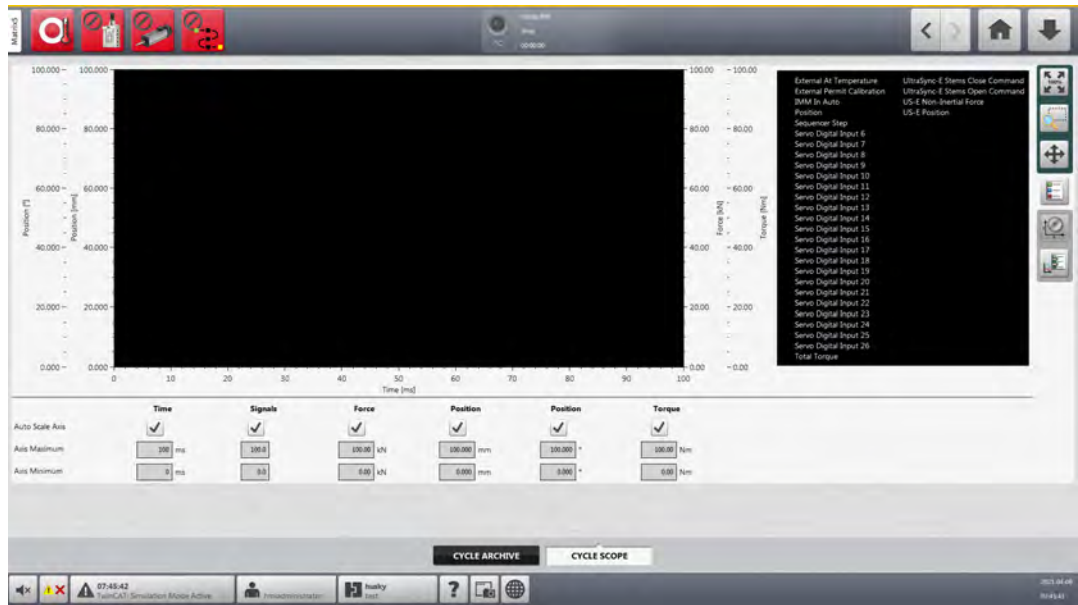 Matrix5
°C
00:00:00
100.000 100.000 100.00 100.00
80.000 80.000 80.00 80.00
60.000 60.000 60.00 60.00
40.000 40.000 40.00 40.00
20.000 20.000 20.00 20.00
0.000 0.000 0.00 0.00
Position [°]
Position [mm]
Force [kN]
Torque [Nm]
0 10 20 30 40 50 60 70 80 90 100
Time [ms]
External At Temperature UltraSync-E Stems Close Command
External Permit Calibration UltraSync-E Stems Open Command
IMM In Auto US-E Non-Inertial Force
Position US-E Position
Sequencer Step
Servo Digital Input 6
Servo Digital Input 7
Servo Digital Input 8
Servo Digital Input 9
Servo Digital Input 10
Servo Digital Input 11
Servo Digital Input 12
Servo Digital Input 13
Servo Digital Input 14
Servo Digital Input 15
Servo Digital Input 16
Servo Digital Input 17
Servo Digital Input 18
Servo Digital Input 19
Servo Digital Input 20
Servo Digital Input 21
Servo Digital Input 22
Servo Digital Input 23
Servo Digital Input 24
Servo Digital Input 25
Servo Digital Input 26
Total Torque
100%
Time Signals Force Position Position Torque
Auto Scale Axis
Axis Maximum 100 ms 100.0 100.00 kN 100.000 mm 100.000 ° 100.00 Nm
Axis Minimum 0 ms 0.0 0.00 kN 0.000 mm 0.000 ° 0.00 Nm
CYCLE ARCHIVE CYCLE SCOPE
07:45:42
TwinCAT: Simulation Mode Active
hmiadministrator
husky
test
?